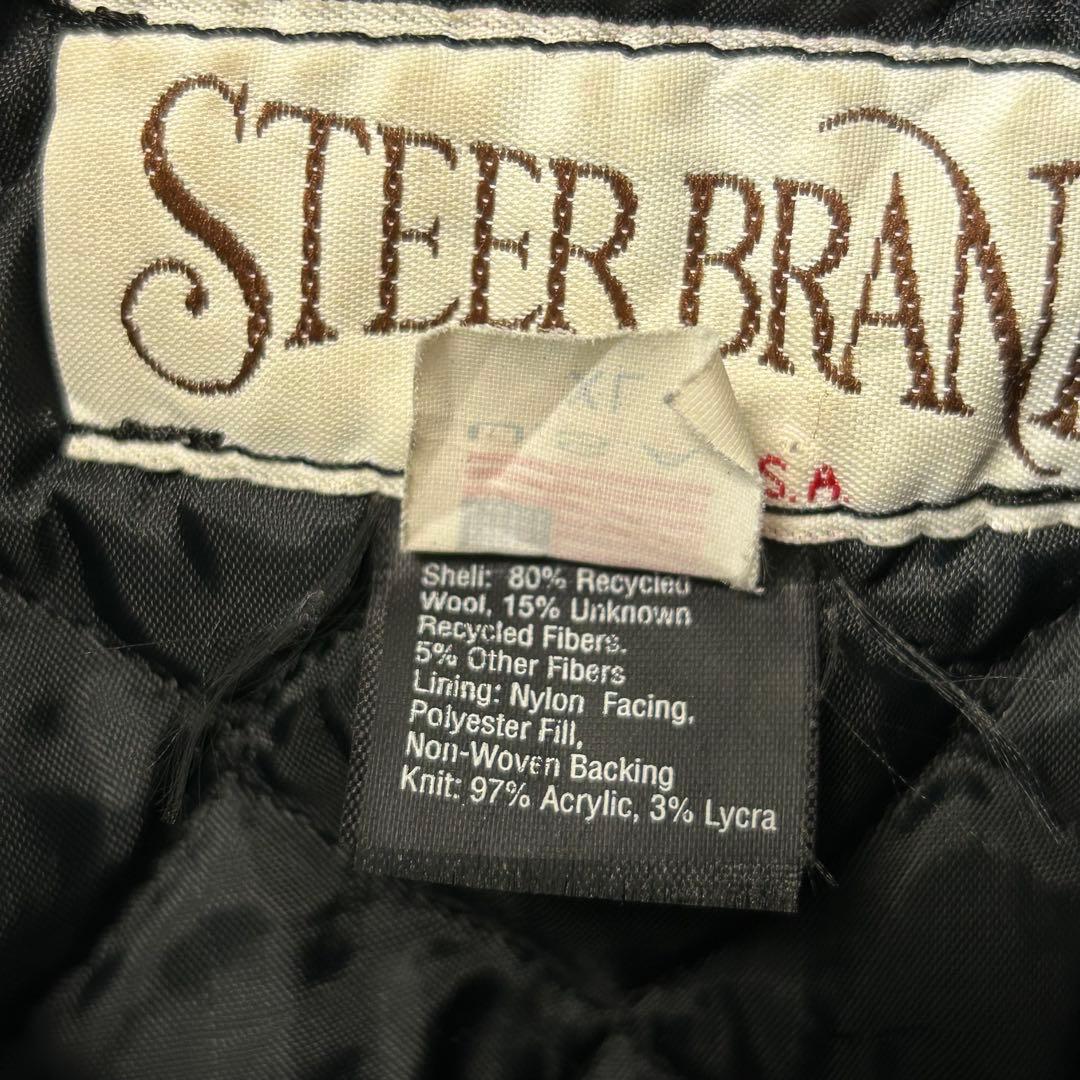 STEER BRAN
S.A.
Shell: 80% Recycled
Wool, 15% Unknown
Recycled Fibers.
5% Other Fibers
Lining: Nylon Facing,
Polyester Fill,
Non-Woven Backing
Knit: 97% Acrylic, 3% Lycra